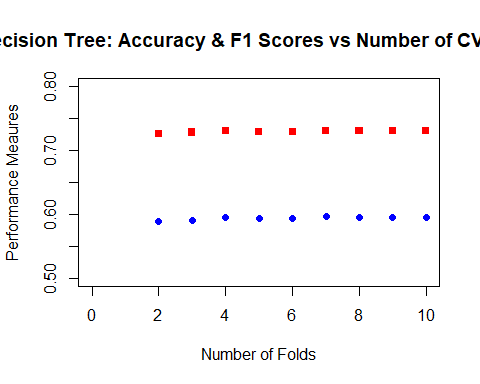 ecision Tree: Accuracy & F1 Scores vs Number of CV
0.80
0.70
0.60
0.50
Performance Meaures
0 2 4 6 8 10
Number of Folds